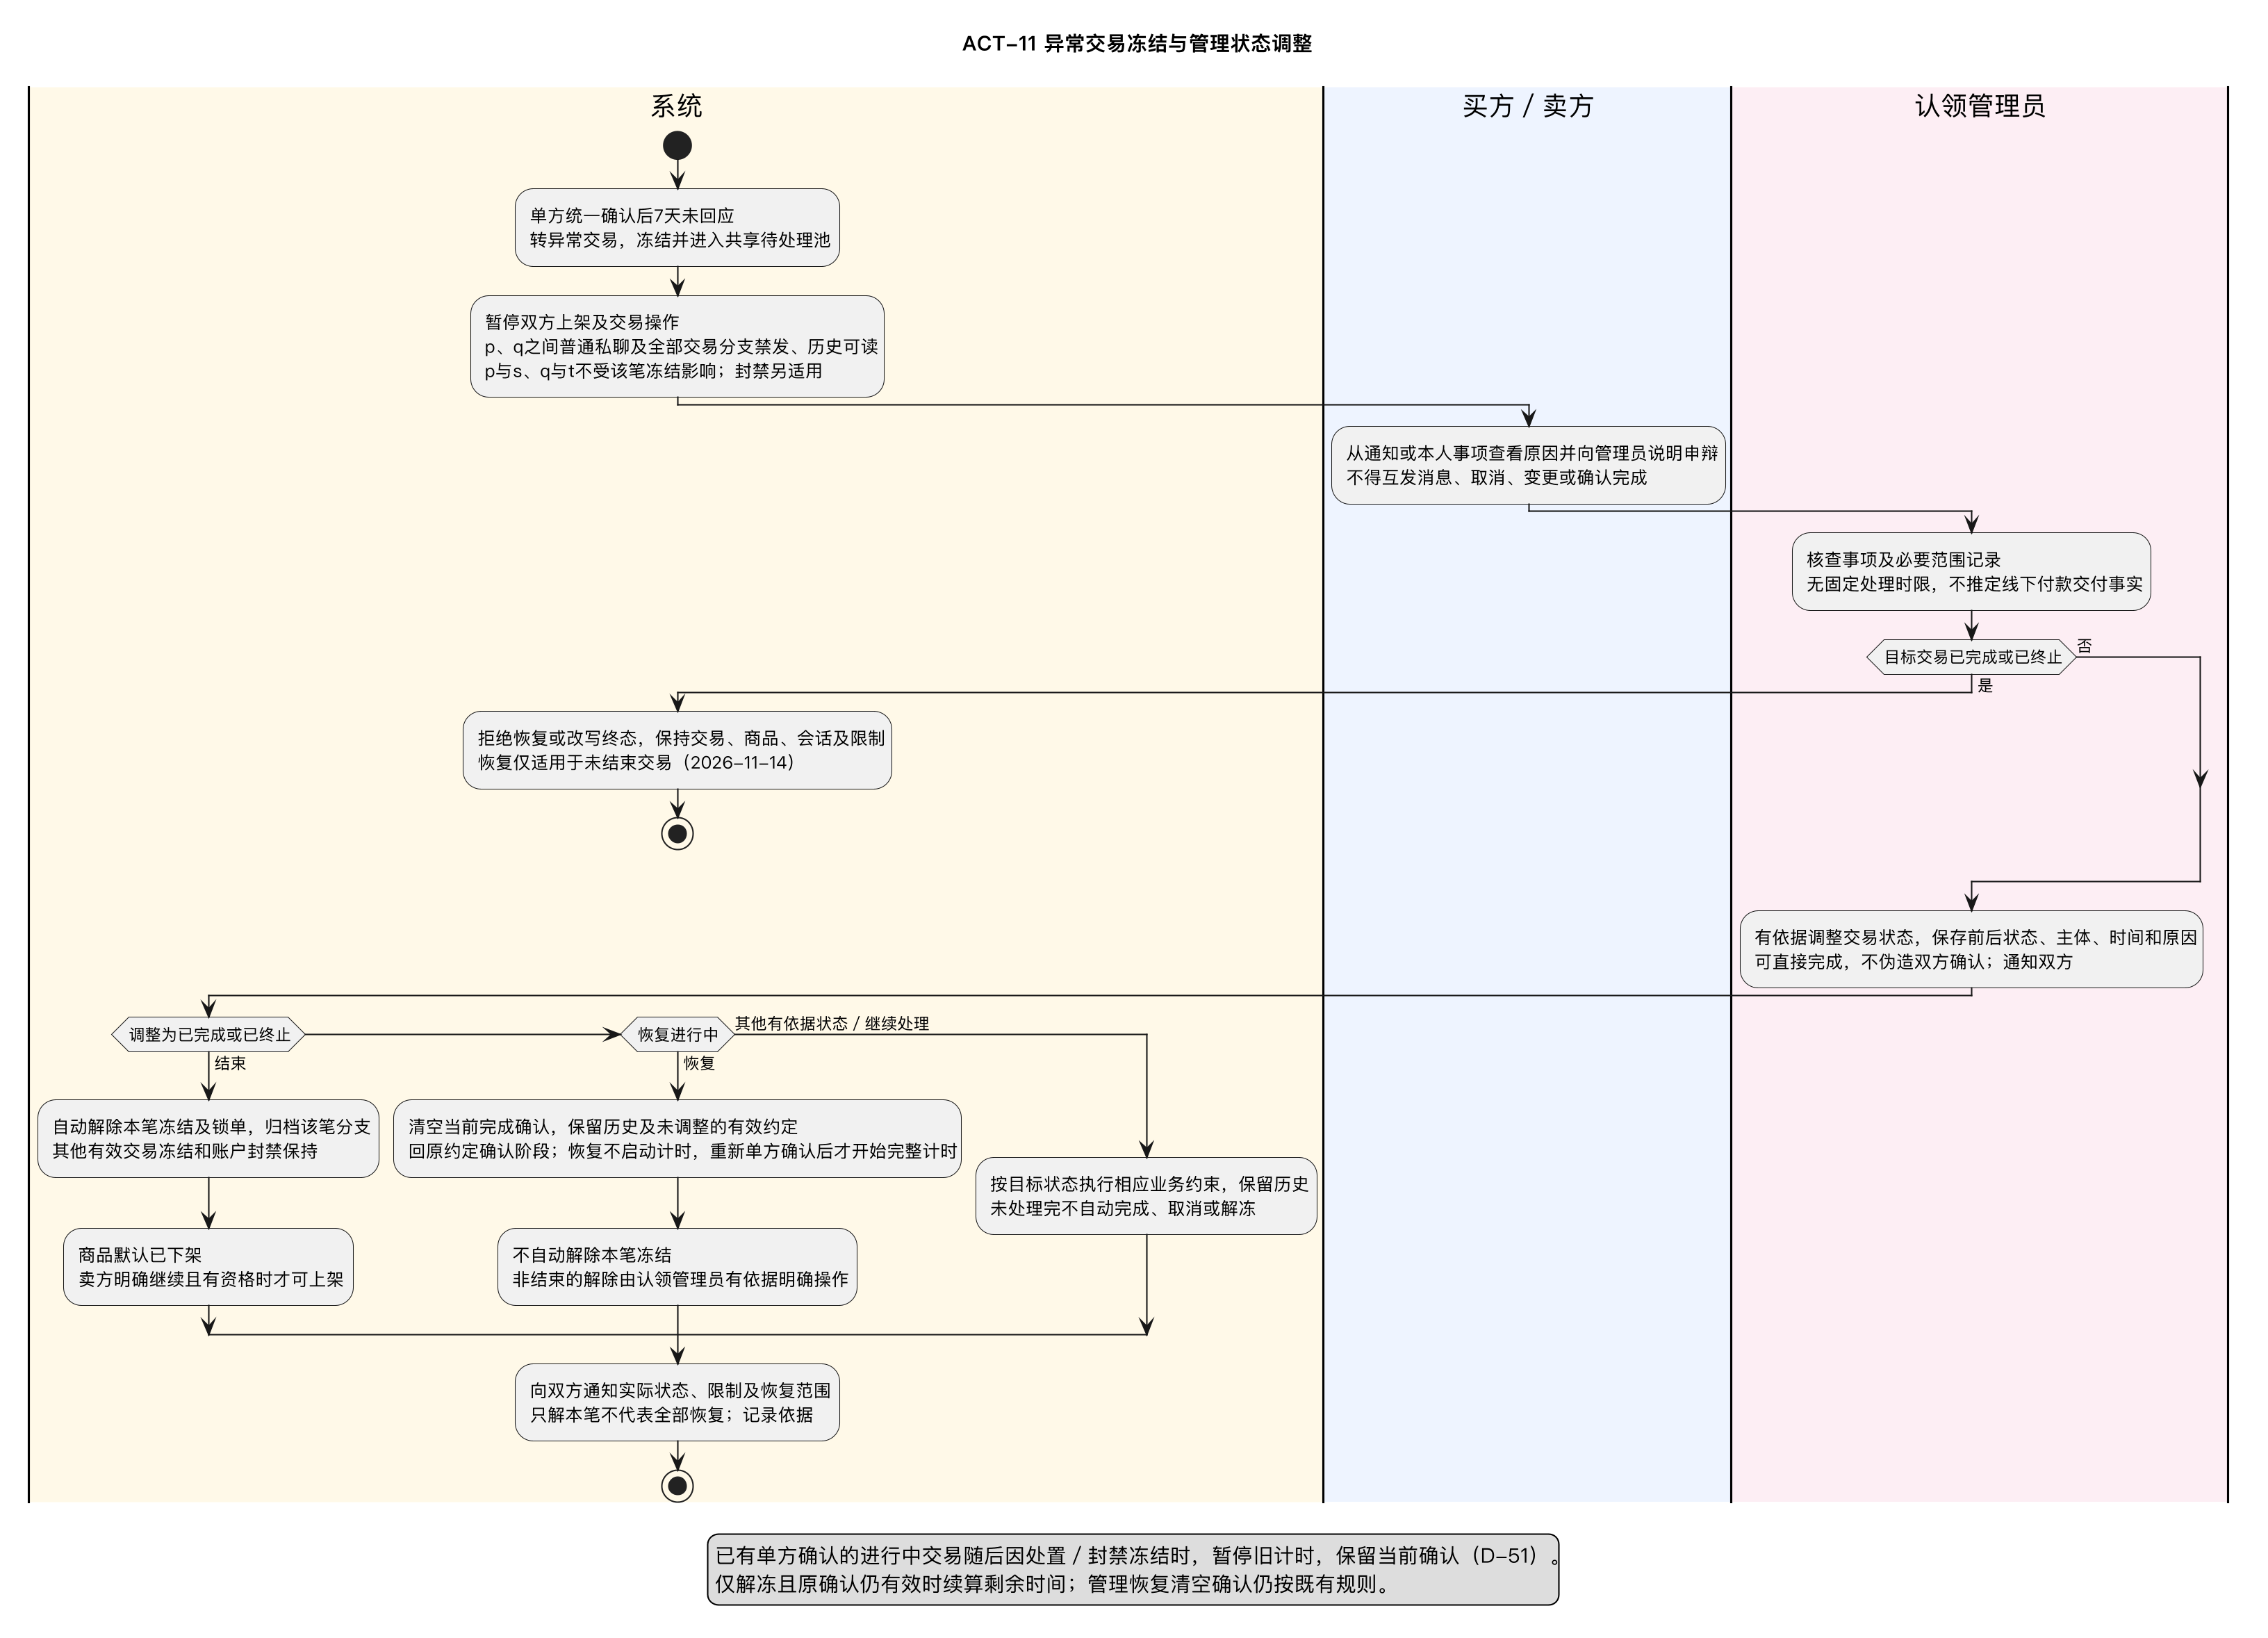 ACT-11 异常交易冻结与管理状态调整
系统
买方 / 卖方
认领管理员
单方统一确认后7天未回应
转异常交易，冻结并进入共享待处理池
暂停双方上架及交易操作
p、q之间普通私聊及全部交易分支禁发、历史可读
p与s、q与t不受该笔冻结影响；封禁另适用
从通知或本人事项查看原因并向管理员说明申辩
不得互发消息、取消、变更或确认完成
核查事项及必要范围记录
无固定处理时限，不推定线下付款交付事实
目标交易已完成或已终止
否
是
拒绝恢复或改写终态，保持交易、商品、会话及限制
恢复仅适用于未结束交易（2026-11-14）
有依据调整交易状态，保存前后状态、主体、时间和原因
可直接完成，不伪造双方确认；通知双方
调整为已完成或已终止
恢复进行中
其他有依据状态 / 继续处理
结束
恢复
自动解除本笔冻结及锁单，归档该笔分支
其他有效交易冻结和账户封禁保持
清空当前完成确认，保留历史及未调整的有效约定
回原约定确认阶段；恢复不启动计时，重新单方确认后才开始完整计时
按目标状态执行相应业务约束，保留历史
未处理完不自动完成、取消或解冻
商品默认已下架
卖方明确继续且有资格时才可上架
不自动解除本笔冻结
非结束的解除由认领管理员有依据明确操作
向双方通知实际状态、限制及恢复范围
只解本笔不代表全部恢复；记录依据
已有单方确认的进行中交易随后因处置 / 封禁冻结时，暂停旧计时，保留当前确认（D-51）。
仅解冻且原确认仍有效时续算剩余时间；管理恢复清空确认仍按既有规则。